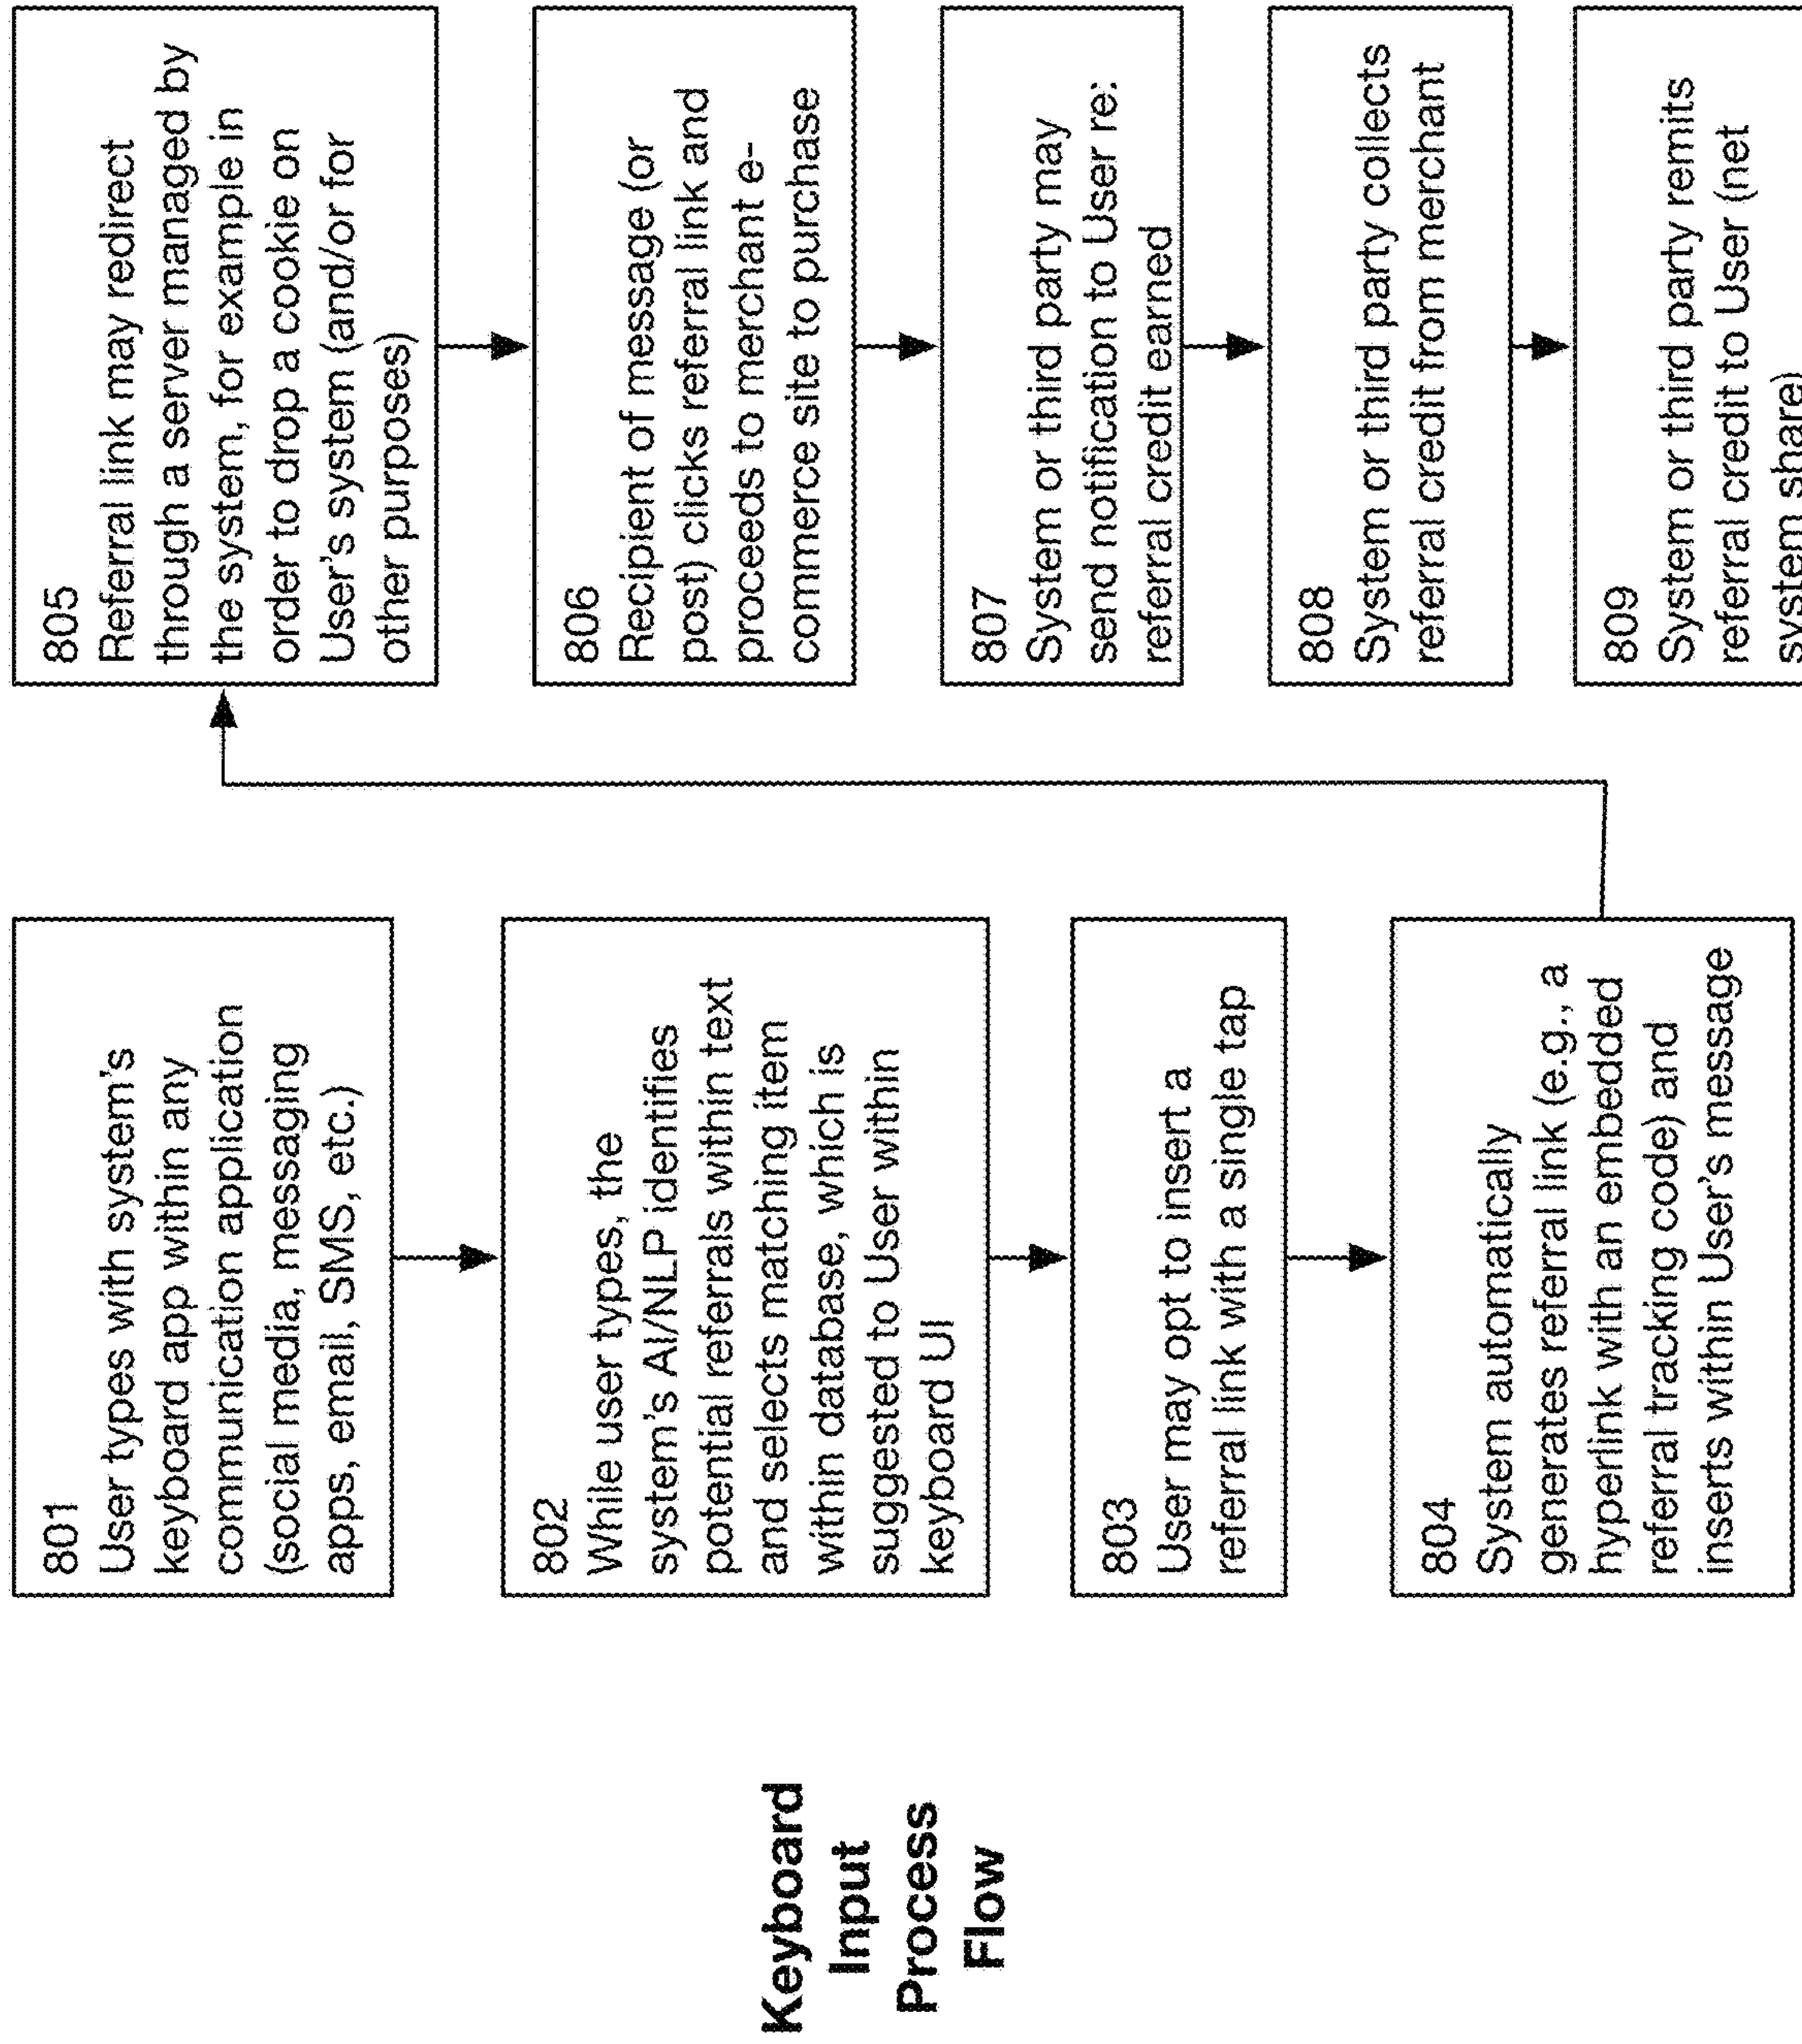 Keyboard
Input
Process
Flow
801
User types with system's
keyboard app within any
communication application
(social media, messaging
apps, email, SMS, etc.)
802
While user types, the
system's AI/NLP identifies
potential referrals within text
and selects matching item
within database, which is
suggested to User within
keyboard UI
803
User may opt to insert a
referral link with a single tap
804
System automatically
generates referral link (e.g., a
hyperlink with an embedded
referral tracking code) and
inserts within User's message
805
Referral link may redirect
through a server managed by
the system, for example in
order to drop a cookie on
User's system (and/or for
other purposes)
806
Recipient of message (or
post) clicks referral link and
proceeds to merchant e-
commerce site to purchase
807
System or third party may
send notification to User re:
referral credit earned
808
System or third party collects
referral credit from merchant
809
System or third party remits
referral credit to User (net
system share)